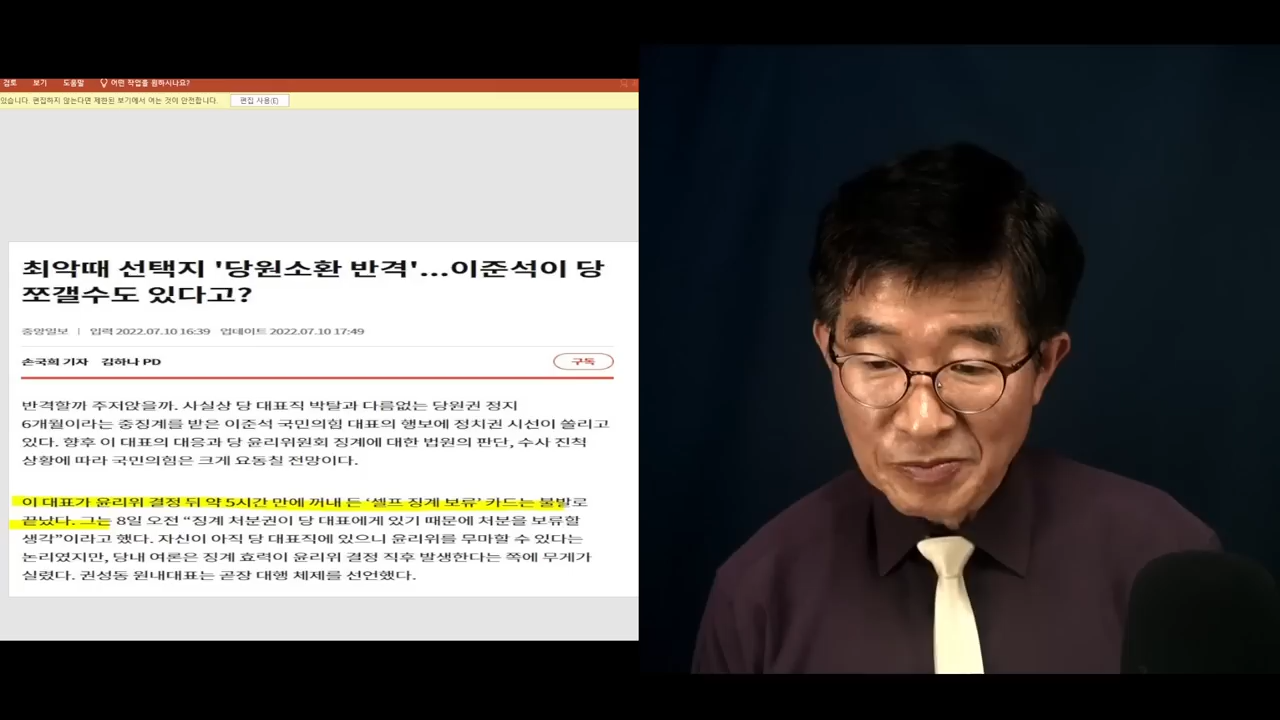 검토 보기 도움말 어떤 작업을 원하시나요?
있습니다. 편집하지 않는다면 제한된 보기에서 여는 것이 안전합니다. 편집 사용(E)
최악때 선택지 '당원소환 반격'...이준석이 당
쪼갤수도 있다고?
중앙일보 | 입력 2022.07.10 16:39 업데이트 2022.07.10 17:49
손국희 기자 김하나 PD 구독
반격할까 주저앉을까. 사실상 당 대표직 박탈과 다름없는 당원권 정지
6개월이라는 중징계를 받은 이준석 국민의힘 대표의 행보에 정치권 시선이 쏠리고
있다. 향후 이 대표의 대응과 당 윤리위원회 징계에 대한 법원의 판단, 수사 진척
상황에 따라 국민의힘은 크게 요동칠 전망이다.
이 대표가 윤리위 결정 뒤 약 5시간 만에 꺼내 든 ‘셀프 징계 보류’ 카드는 불발로
끝났다. 그는 8일 오전 “징계 처분권이 당 대표에게 있기 때문에 처분을 보류할
생각”이라고 했다. 자신이 아직 당 대표직에 있으니 윤리위를 무마할 수 있다는
논리였지만, 당내 여론은 징계 효력이 윤리위 결정 직후 발생한다는 쪽에 무게가
실렸다. 권성동 원내대표는 곧장 대행 체제를 선언했다.